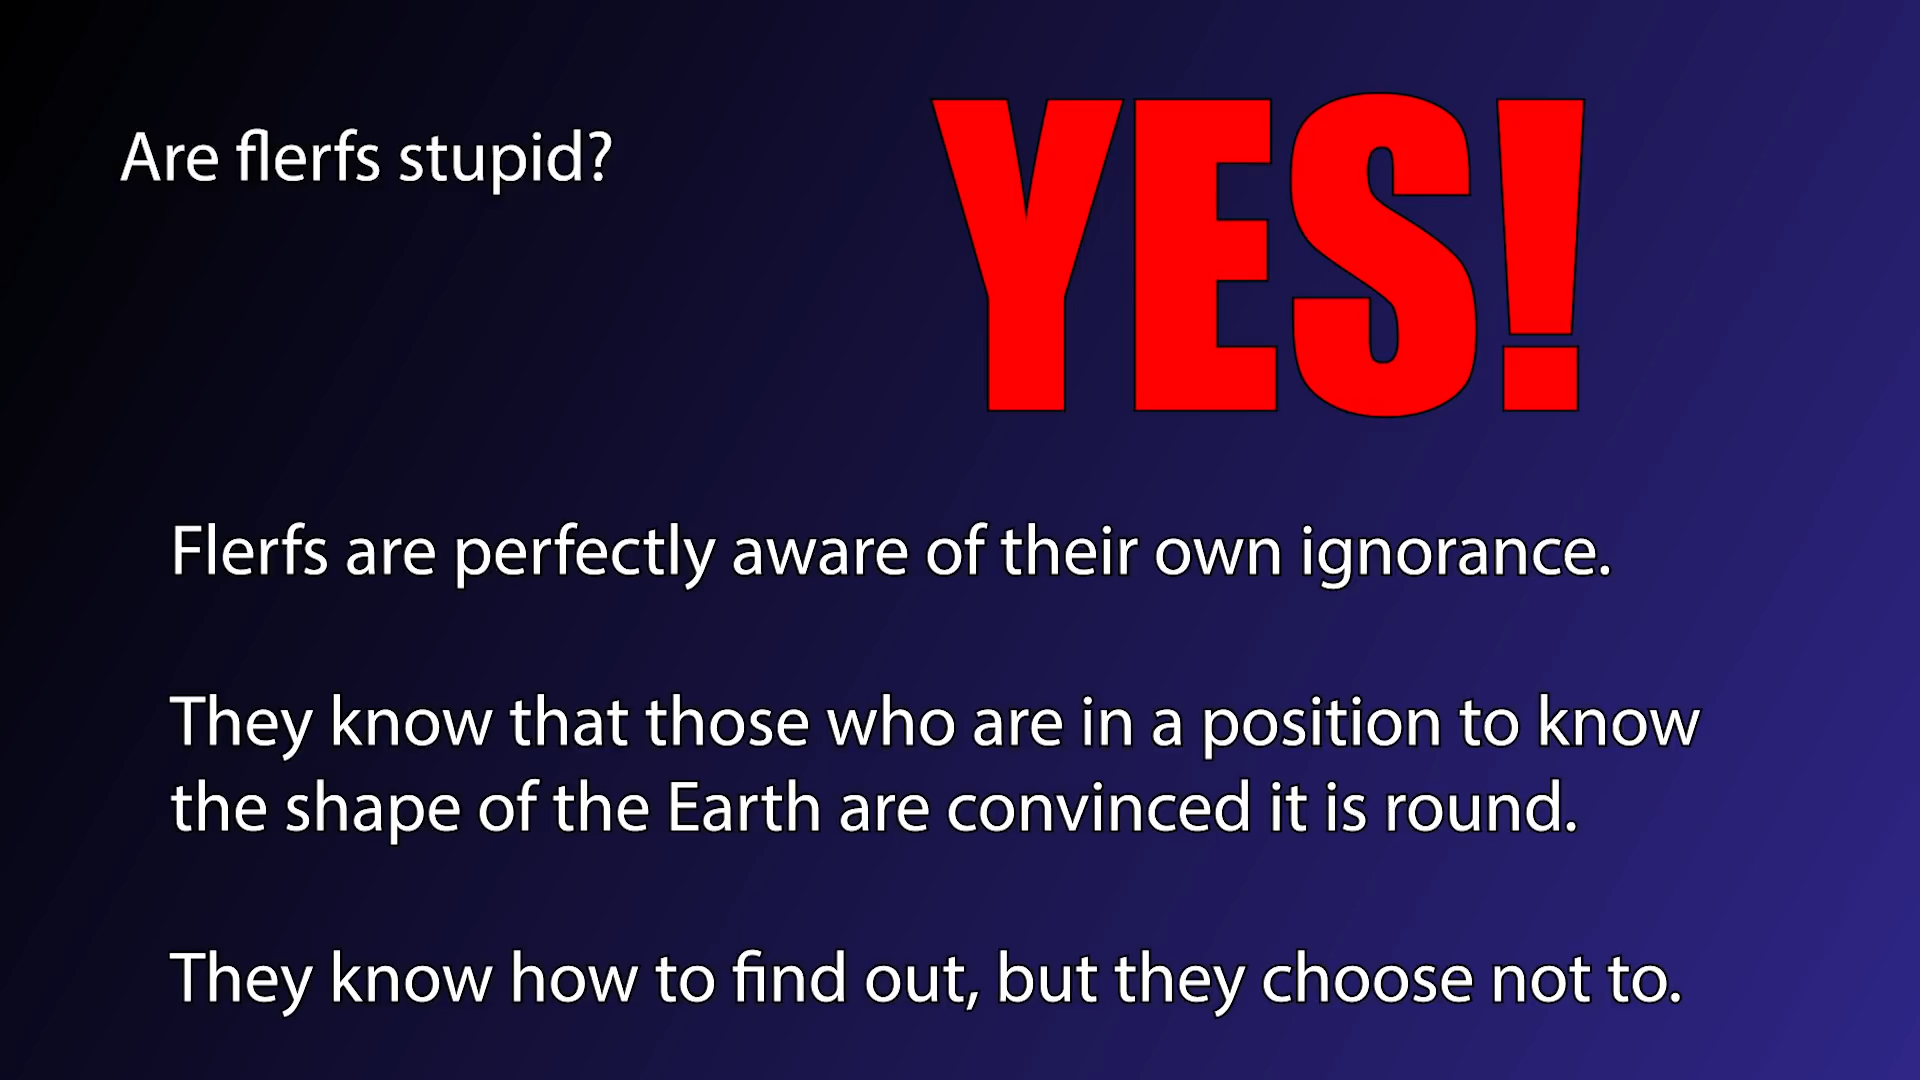 Are flerfs stupid?
YES!
Flerfs are perfectly aware of their own ignorance.
They know that those who are in a position to know
the shape of the Earth are convinced it is round.
They know how to find out, but they choose not to.